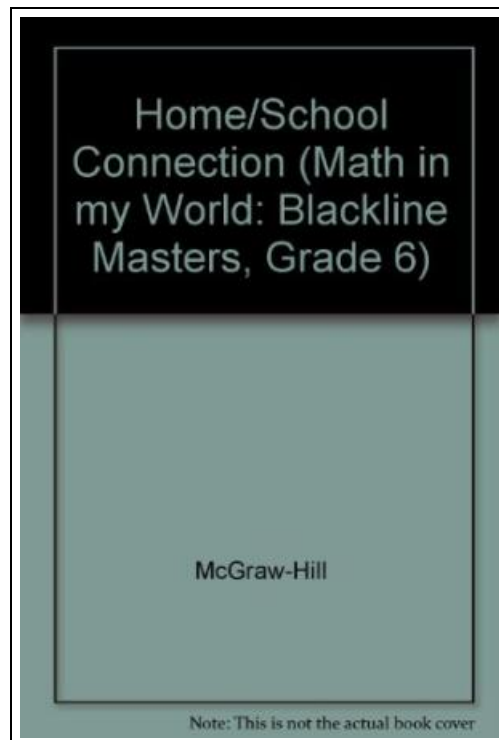 Home/School
Connection (Math in
my World: Blackline
Masters, Grade 6)
McGraw-Hill
Note: This is not the actual book cover